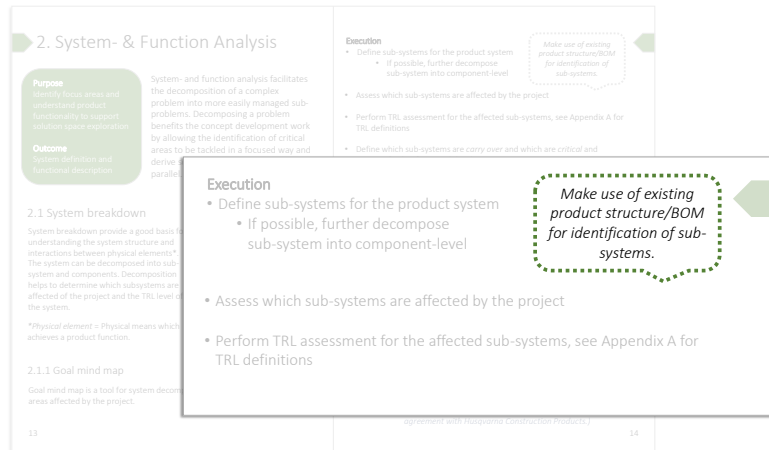 2. System- & Function Analysis
Purpose
Identify focus areas and
understand product
functionality to support
solution space exploration
Outcome
System definition and
functional description
System- and function analysis facilitates
the decomposition of a complex
problem into more easily managed sub-
problems. Decomposing a problem
benefits the concept development work
by allowing the identification of critical
areas to be tackled in a focused way and
derive
parallel
2.1 System breakdown
System breakdown provide a good basis
understanding the system structure and
interactions between physical elements*.
The system can be decomposed into sub-
system and components. Decomposition
helps to determine which subsystems are
affected of the project and the TRL level of
the system.
*Physical element = Physical means which
achieves a product function.
2.1.1 Goal mind map
Goal mind map is a tool for system decomp
areas affected by the project.
13
Execution
• Define sub-systems for the product system
• If possible, further decompose
sub-system into component-level
Make use of existing
product structure/BOM
for identification of
sub-systems.
• Assess which sub-systems are affected by the project
• Perform TRL assessment for the affected sub-systems, see Appendix A for
TRL definitions
• Define which sub-systems are carry over and which are critical and
Execution
• Define sub-systems for the product system
• If possible, further decompose
sub-system into component-level
Make use of existing
product structure/BOM
for identification of sub-
systems.
• Assess which sub-systems are affected by the project
• Perform TRL assessment for the affected sub-systems, see Appendix A for
TRL definitions
agreement with Husqvarna Construction Products.)
14